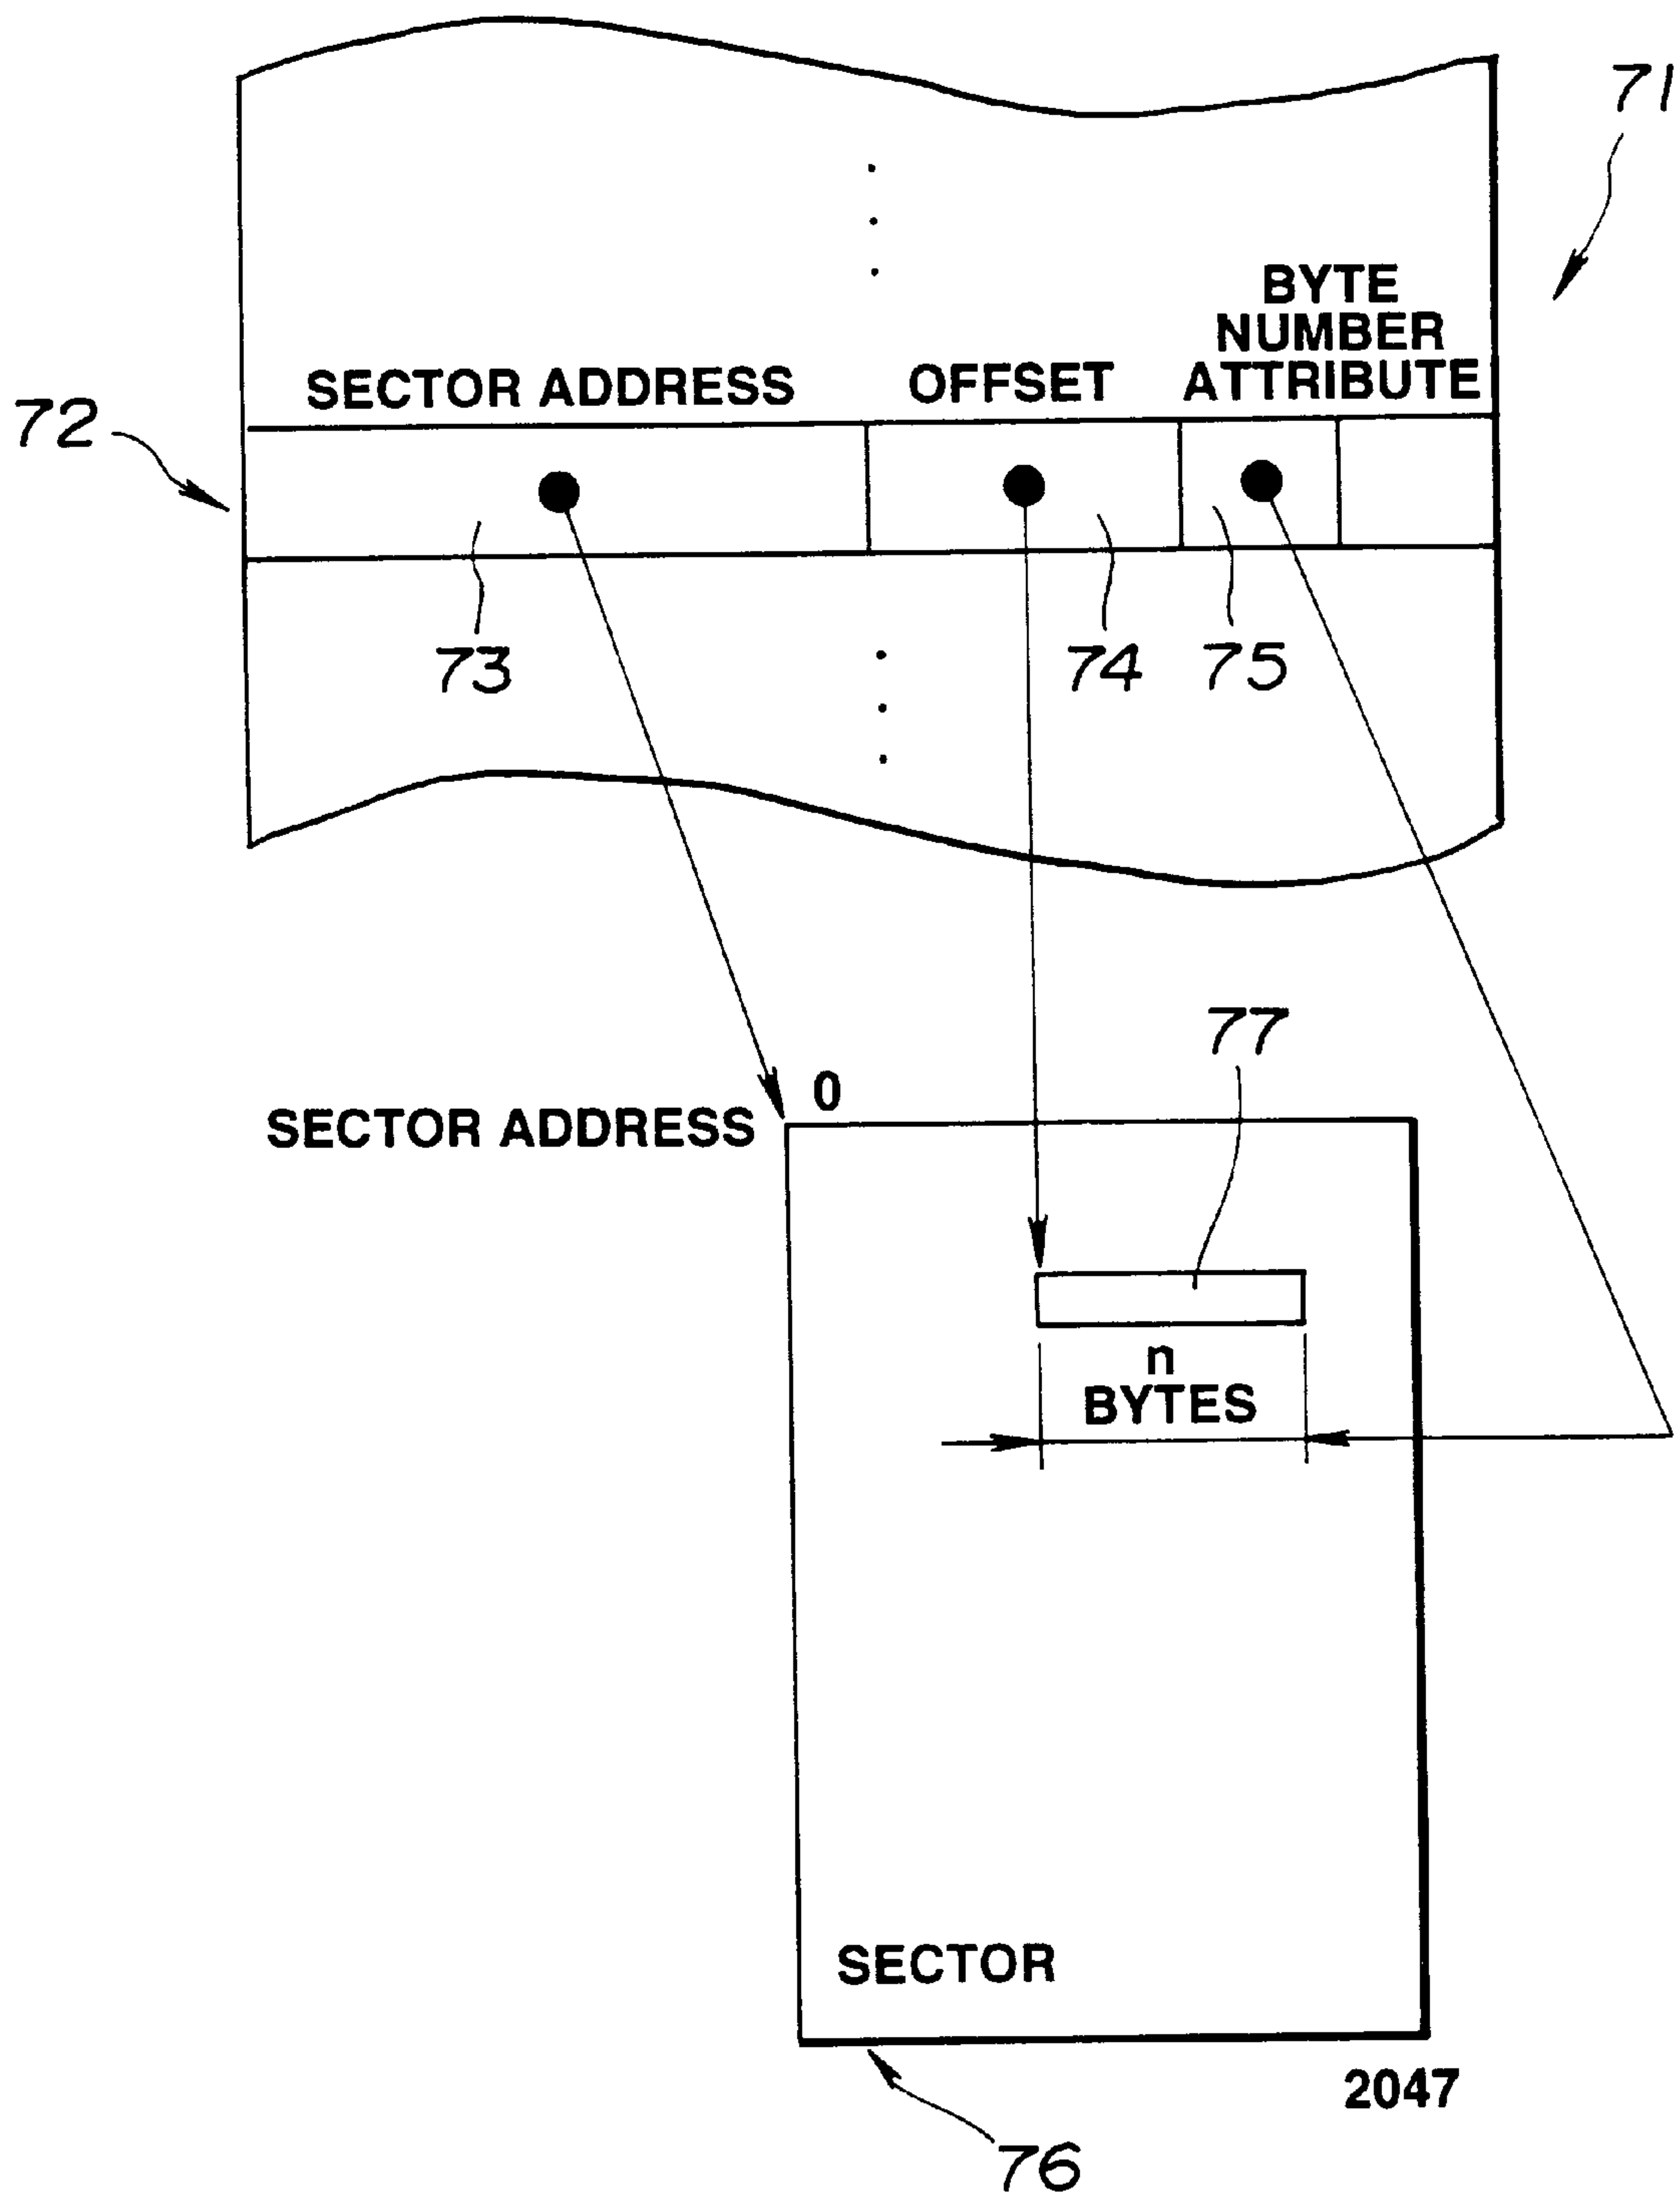 71
BYTE
NUMBER
SECTOR ADDRESS OFFSET ATTRIBUTE
72
73 74 75
77
0
SECTOR ADDRESS
n
BYTES
SECTOR
2047
76